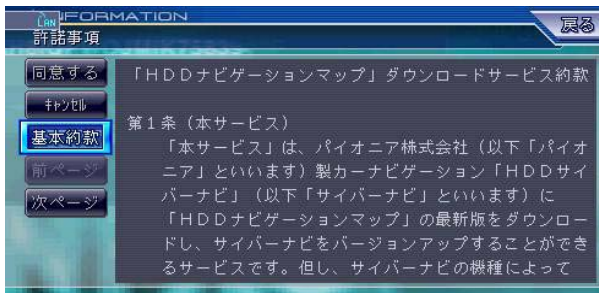 INFORMATION
LAN
戻る
許諾事項
同意する
キャンセル
基本約款
前ページ
次ページ
「HDDナビゲーションマップ」ダウンロードサービス約款
第1条(本サービス)
「本サービス」は、パイオニア株式会社(以下「パイオ
ニア」といいます)製カーナビゲーション「HDDサイ
バーナビ」(以下「サイバーナビ」といいます)に
「HDDナビゲーションマップ」の最新版をダウンロー
ドし、サイバーナビをバージョンアップすることができ
るサービスです。但し、サイバーナビの機種によって